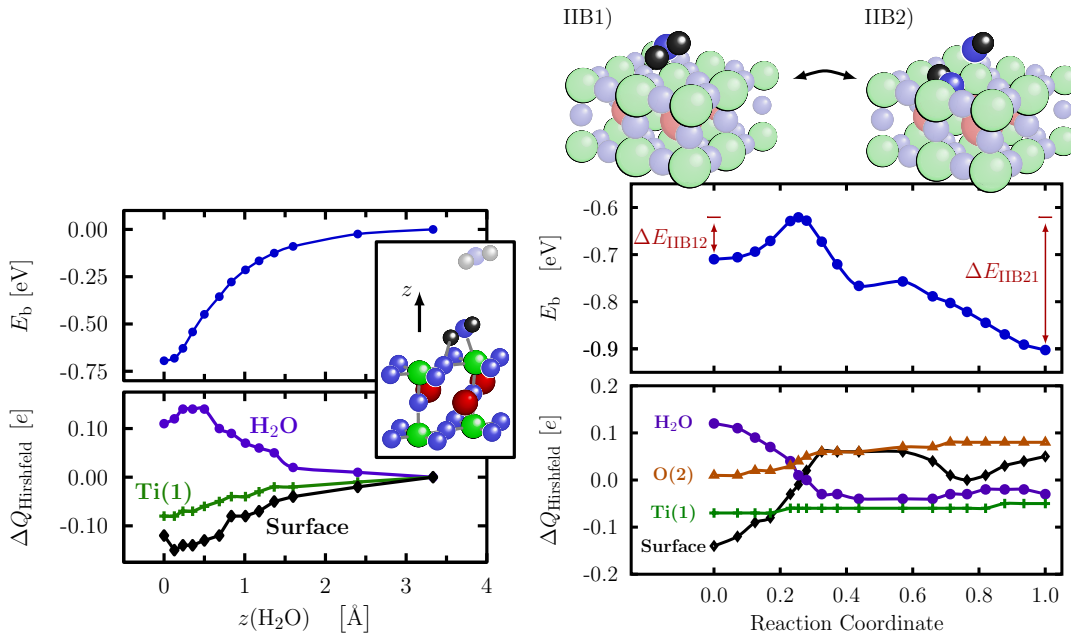 IIB1)
IIB2)
0.00
-0.25
-0.50
-0.75
E_b [eV]
z
0.10
0.00
-0.10
ΔQ_Hirshfeld [e]
H₂O
Ti(1)
Surface
0
1
2
3
4
z(H₂O) [Å]
-0.6
-0.7
-0.8
-0.9
E_b [eV]
ΔE_IIB12
ΔE_IIB21
0.2
0.1
0.0
-0.1
-0.2
ΔQ_Hirshfeld [e]
H₂O
O(2)
Ti(1)
Surface
0.0
0.2
0.4
0.6
0.8
1.0
Reaction Coordinate